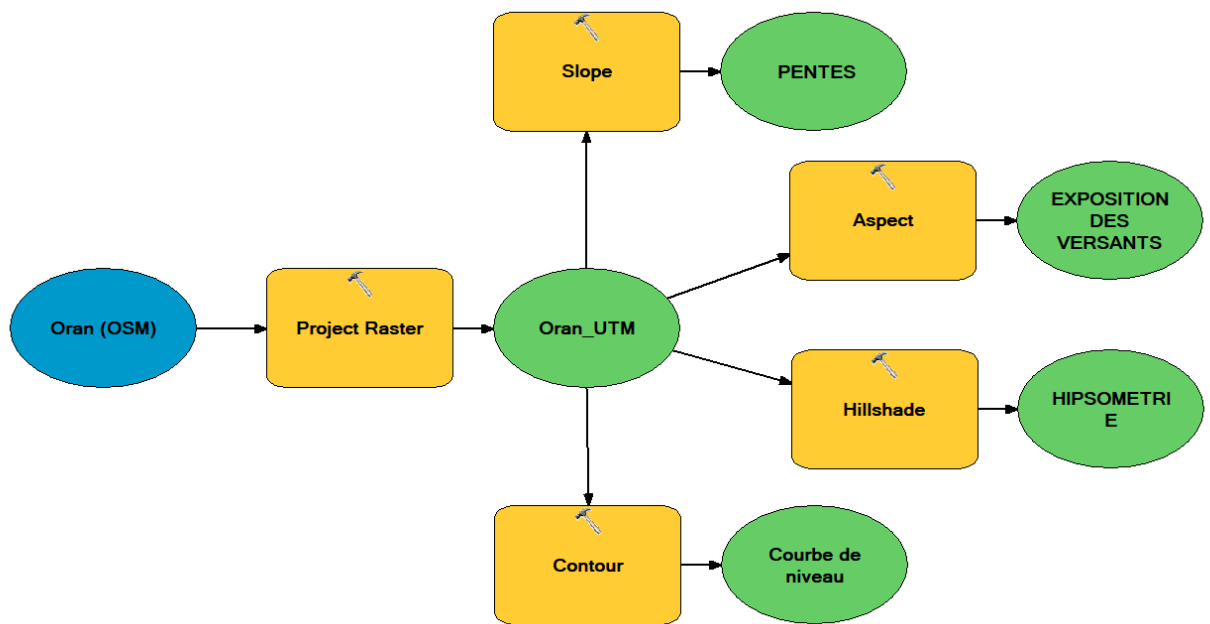 Slope
PENTES
Aspect
EXPOSITION
DES
VERSANTS
Oran (OSM)
Project Raster
Oran_UTM
Hillshade
HIPSOMETRI
E
Contour
Courbe de
niveau